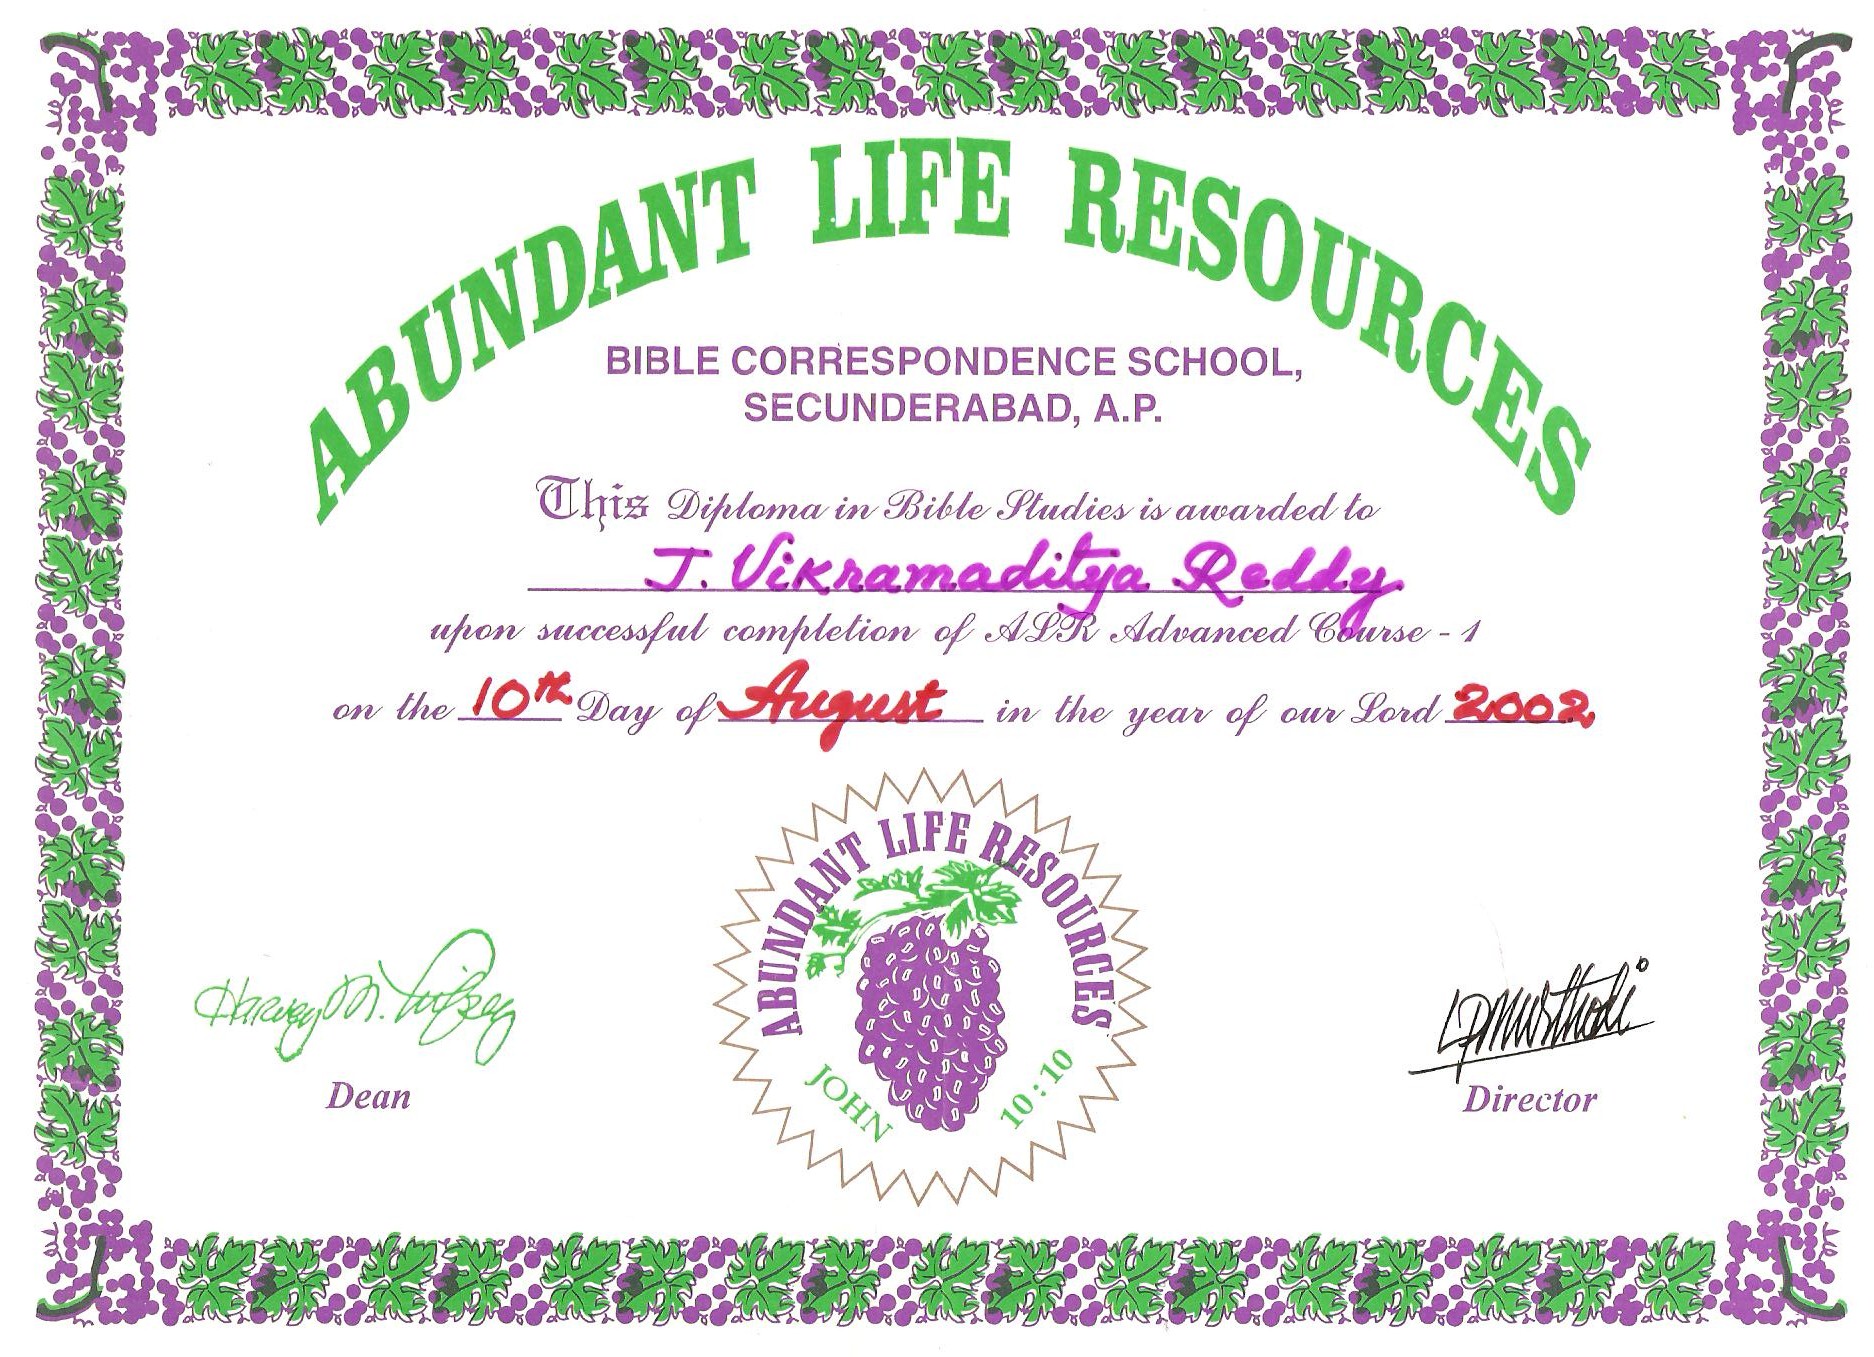 ABUNDANT LIFE RESOURCES
BIBLE CORRESPONDENCE SCHOOL,
SECUNDERABAD, A.P.
This Diploma in Bible Studies is awarded to
J. Vikramaditya Reddy
upon successful completion of ALR Advanced Course - 1
on the 10th Day of August in the year of our Lord 2002
ABUNDANT LIFE RESOURCES
JOHN 10:10
Harvey M.
Dean
Director